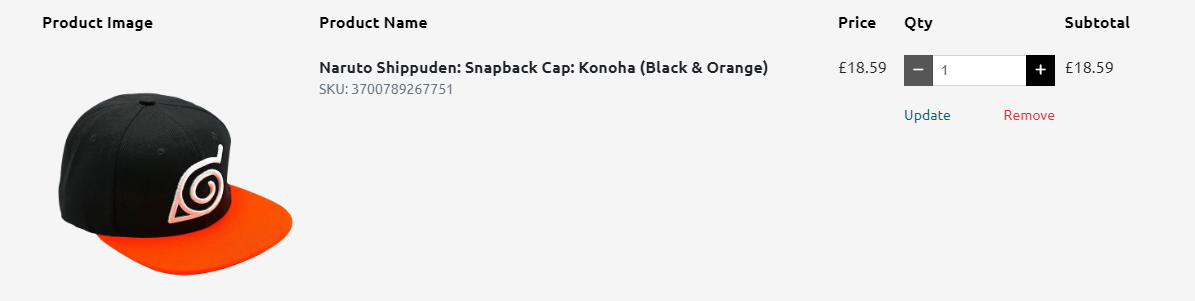 Product Image Product Name Price Qty Subtotal
Naruto Shippuden: Snapback Cap: Konoha (Black & Orange) £18.59 − 1 + £18.59
SKU: 3700789267751
Update Remove